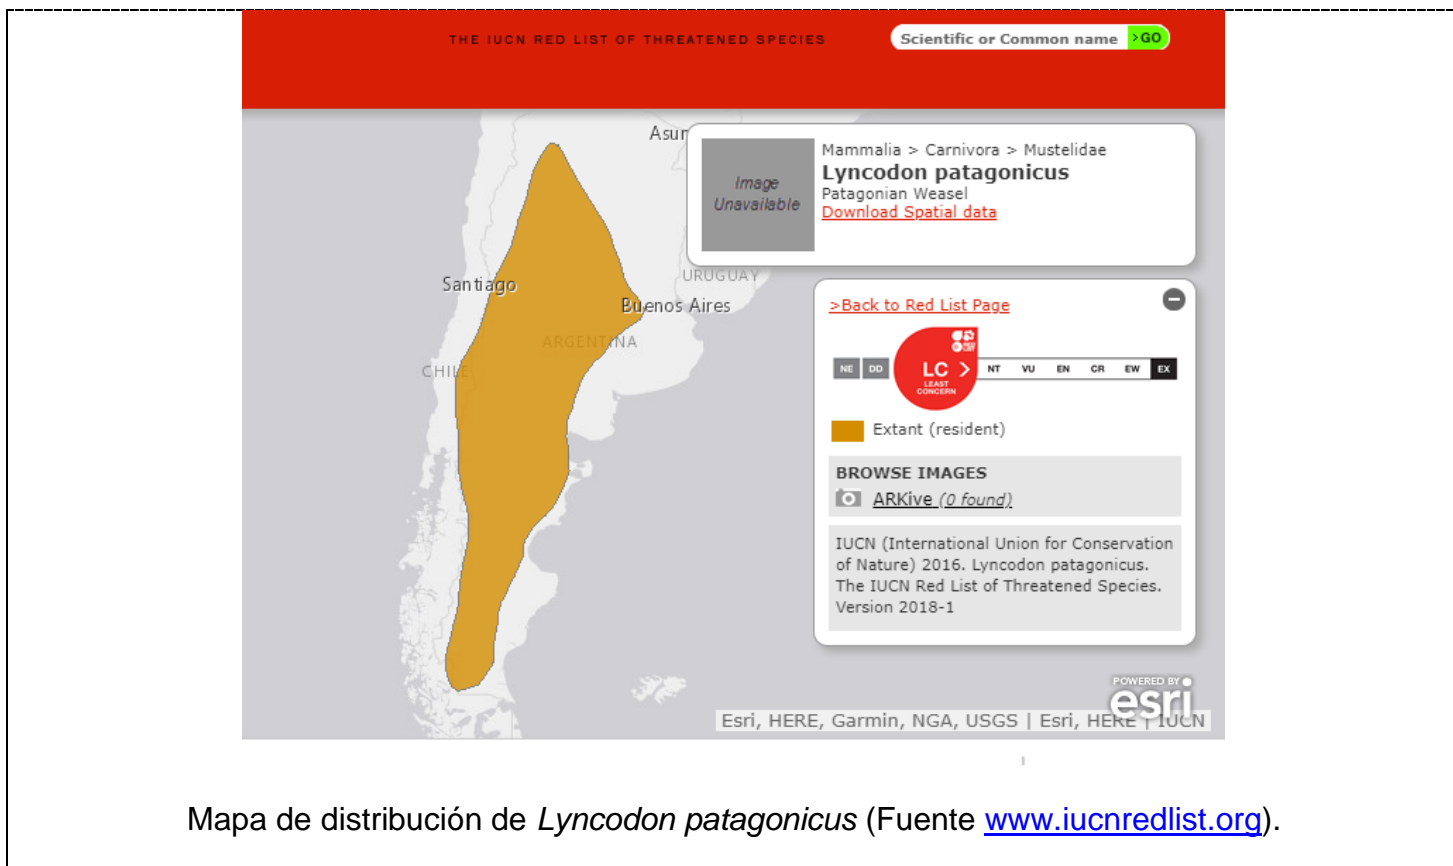 THE IUCN RED LIST OF THREATENED SPECIES
Scientific or Common name >GO
Asun
Image
Unavailable
Mammalia > Carnivora > Mustelidae
Lyncodon patagonicus
Patagonian Weasel
Download Spatial data
Santiago
URUGUAY
Buenos Aires
ARGENTINA
CHILE
>Back to Red List Page
NE DD LC > NT VU EN CR EW EX
LEAST
CONCERN
Extant (resident)
BROWSE IMAGES
ARKive (0 found)
IUCN (International Union for Conservation
of Nature) 2016. Lyncodon patagonicus.
The IUCN Red List of Threatened Species.
Version 2018-1
POWERED BY
esri
Esri, HERE, Garmin, NGA, USGS | Esri, HERE | IUCN
Mapa de distribución de Lyncodon patagonicus (Fuente www.iucnredlist.org).